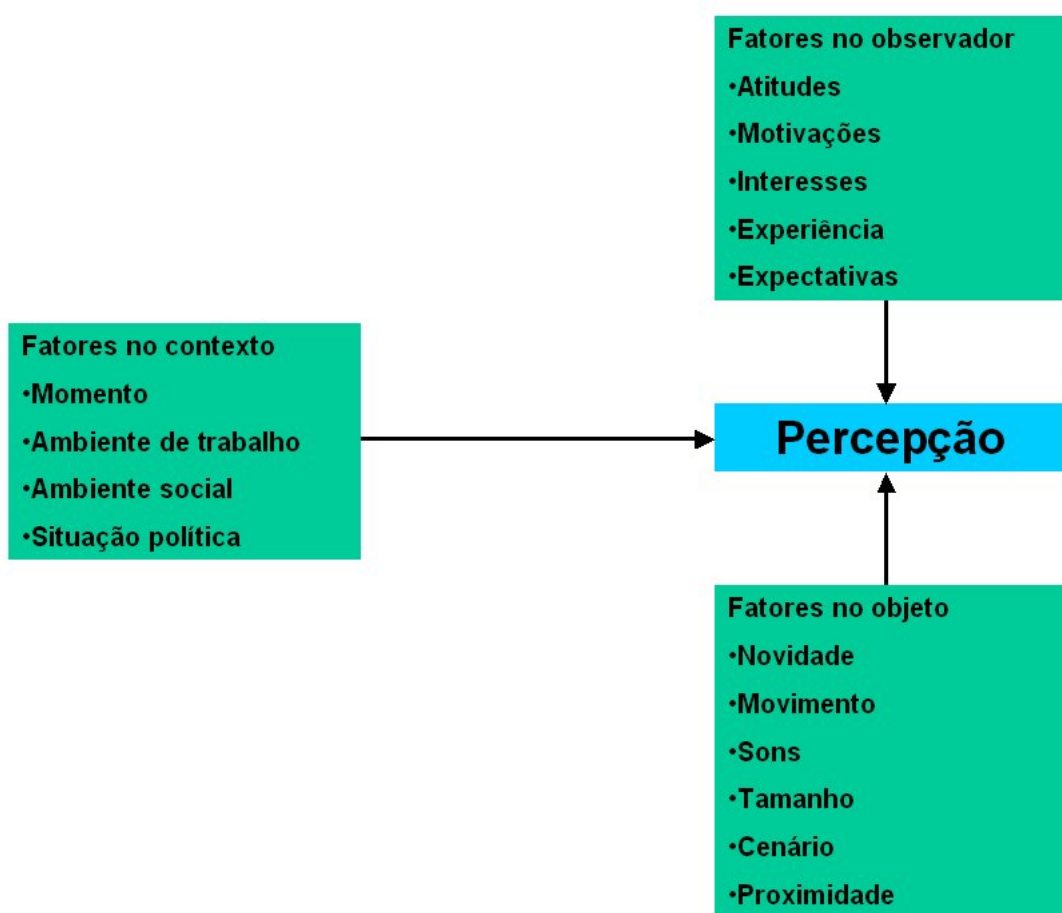 Fatores no observador
•Atitudes
•Motivações
•Interesses
•Experiência
•Expectativas
Fatores no contexto
•Momento
•Ambiente de trabalho
•Ambiente social
•Situação política
Percepção
Fatores no objeto
•Novidade
•Movimento
•Sons
•Tamanho
•Cenário
•Proximidade